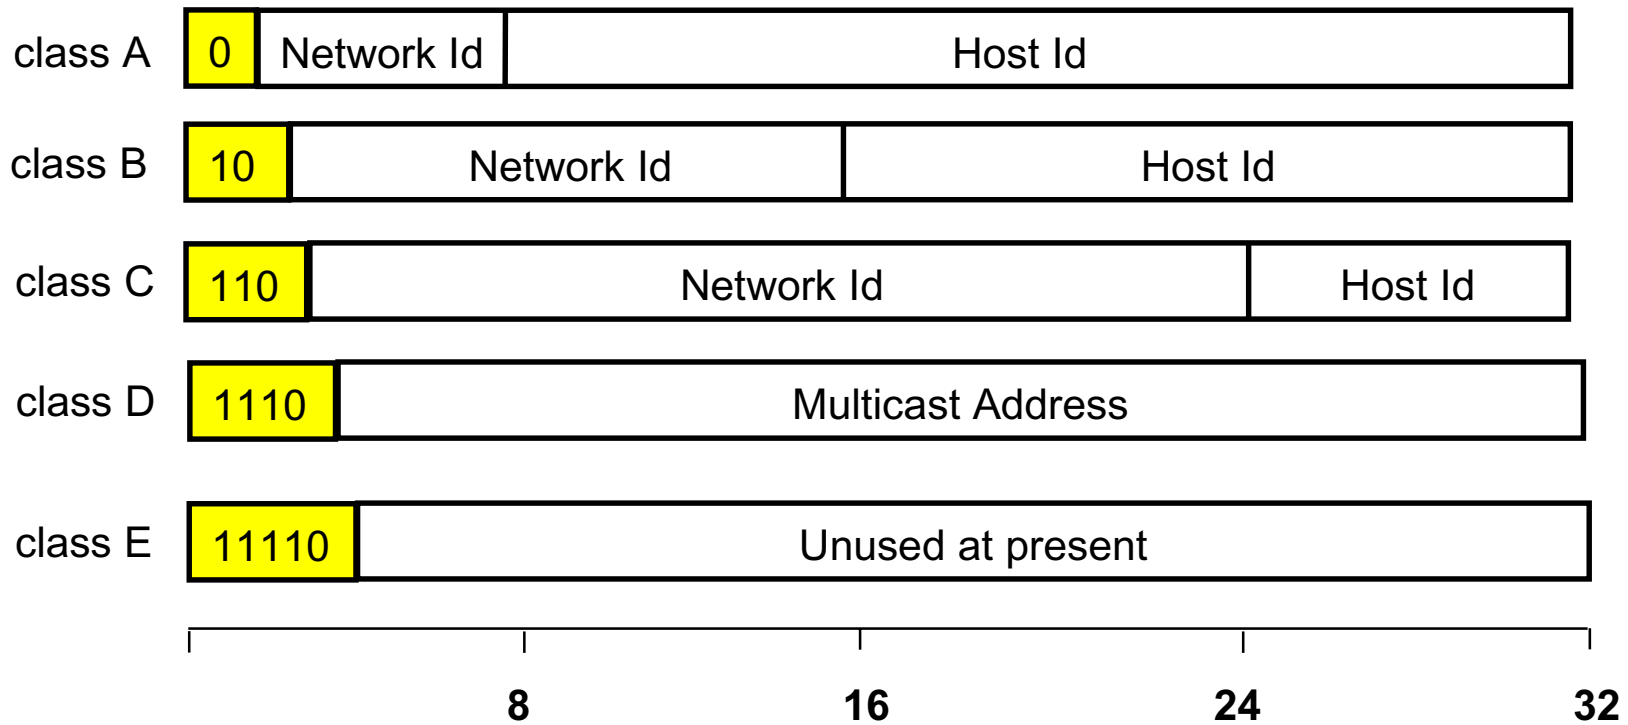 class A 0 Network Id Host Id
class B 10 Network Id Host Id
class C 110 Network Id Host Id
class D 1110 Multicast Address
class E 11110 Unused at present
8 16 24 32